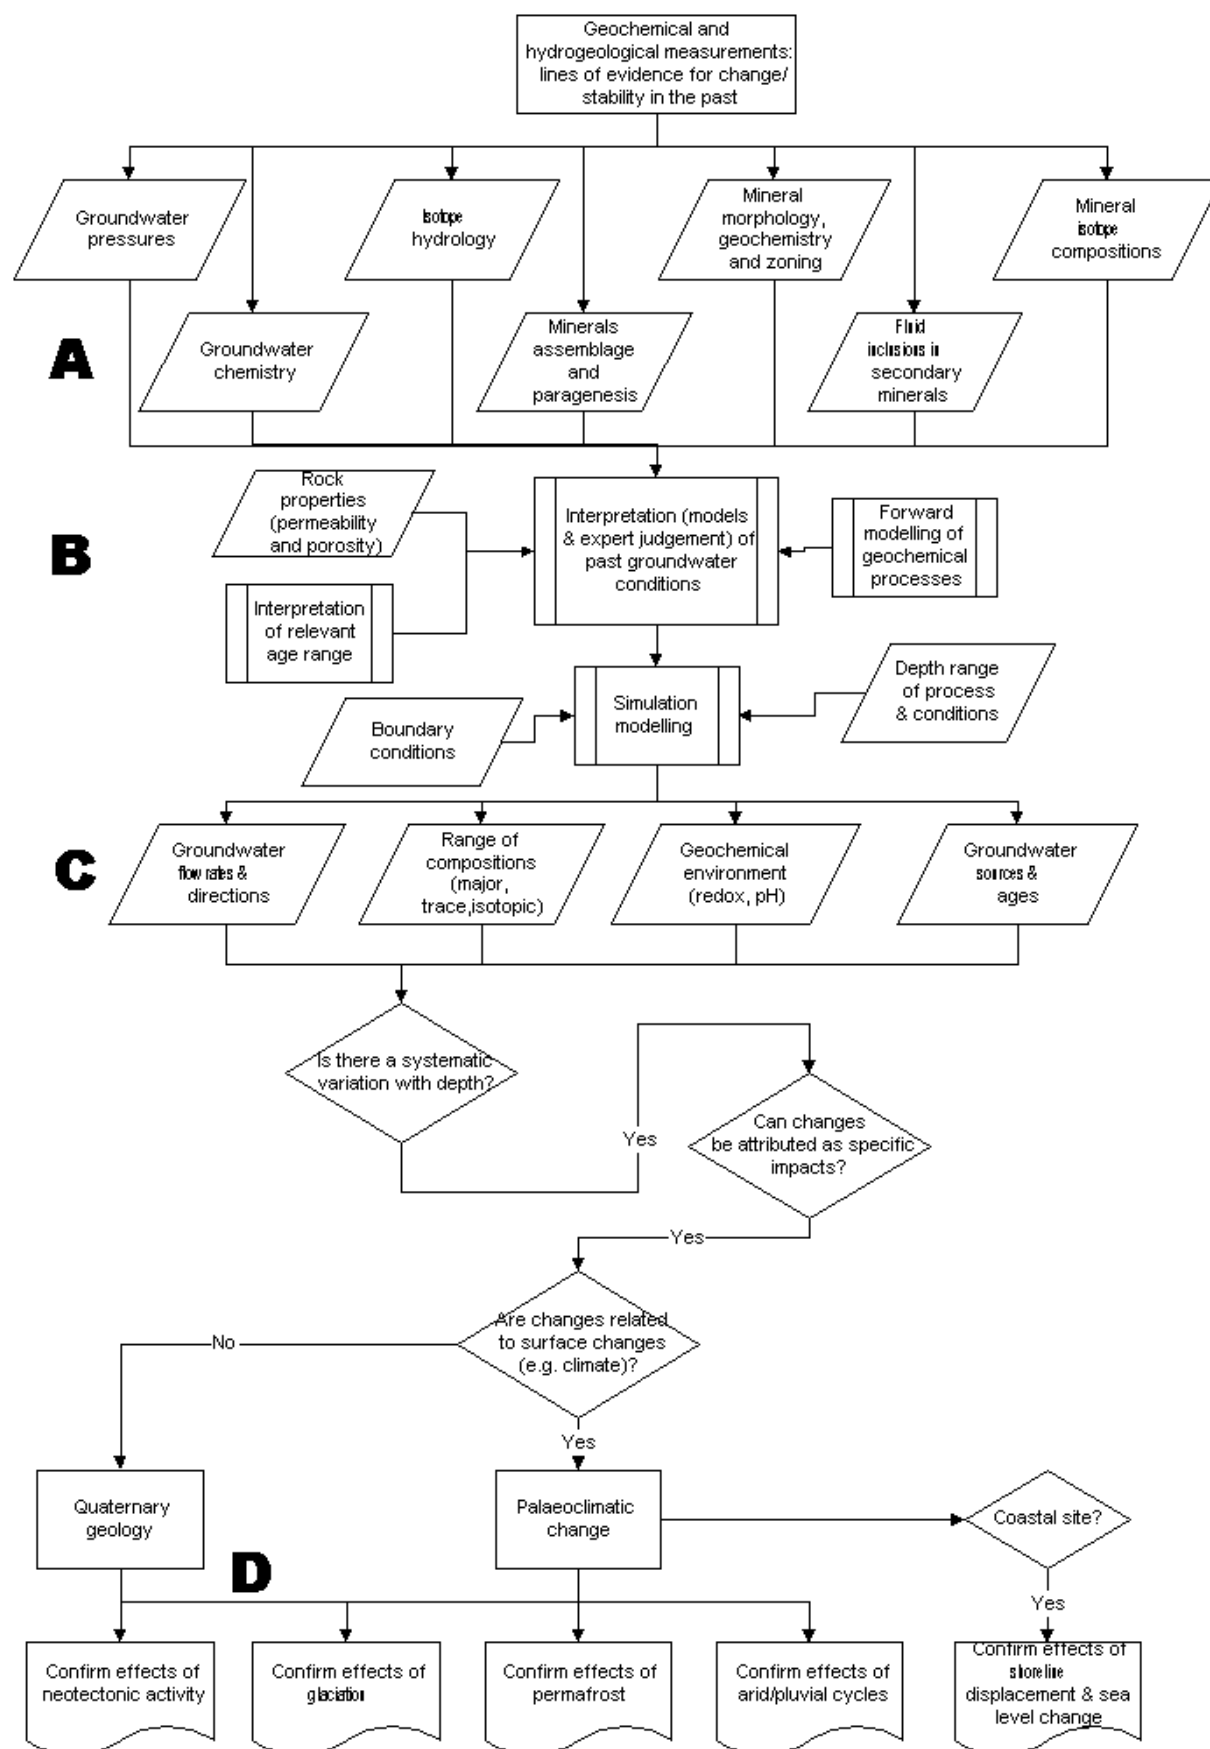 Geochemical and
hydrogeological measurements:
lines of evidence for change/
stability in the past
Groundwater
pressures
Isotope
hydrology
Mineral
morphology,
geochemistry
and zoning
Mineral
isotope
compositions
A
Groundwater
chemistry
Minerals
assemblage
and
paragenesis
Fluid
inclusions in
secondary
minerals
B
Rock
properties
(permeability
and porosity)
Interpretation (models
& expert judgement) of
past groundwater
conditions
Forward
modelling of
geochemical
processes
Interpretation
of relevant
age range
Boundary
conditions
Simulation
modelling
Depth range
of process
& conditions
C
Groundwater
flow rates &
directions
Range of
compositions
(major,
trace,isotopic)
Geochemical
environment
(redox, pH)
Groundwater
sources &
ages
Is there a systematic
variation with depth?
Yes
Can changes
be attributed as specific
impacts?
Yes
Are changes related
to surface changes
(e.g. climate)?
No
Yes
Quaternary
geology
Palaeoclimatic
change
Coastal site?
D
Yes
Confirm effects of
neotectonic activity
Confirm effects of
glaciation
Confirm effects of
permafrost
Confirm effects of
arid/pluvial cycles
Confirm effects of
shoreline
displacement & sea
level change